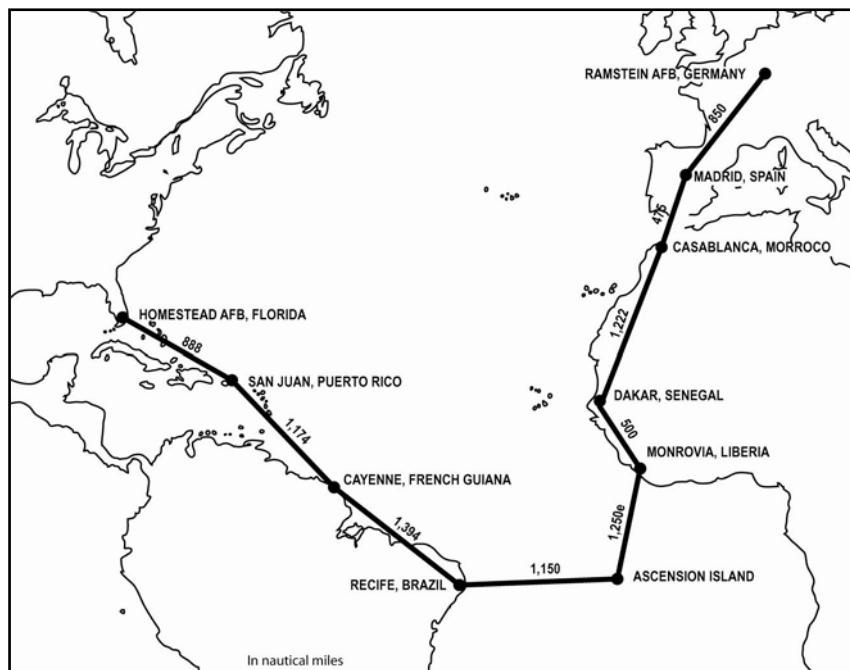 RAMSTEIN AFB, GERMANY
850
MADRID, SPAIN
475
CASABLANCA, MORROCO
1,222
HOMESTEAD AFB, FLORIDA
888
SAN JUAN, PUERTO RICO
DAKAR, SENEGAL
500
1,174
MONROVIA, LIBERIA
CAYENNE, FRENCH GUIANA
1,394
1,250e
1,150
ASCENSION ISLAND
RECIFE, BRAZIL
In nautical miles